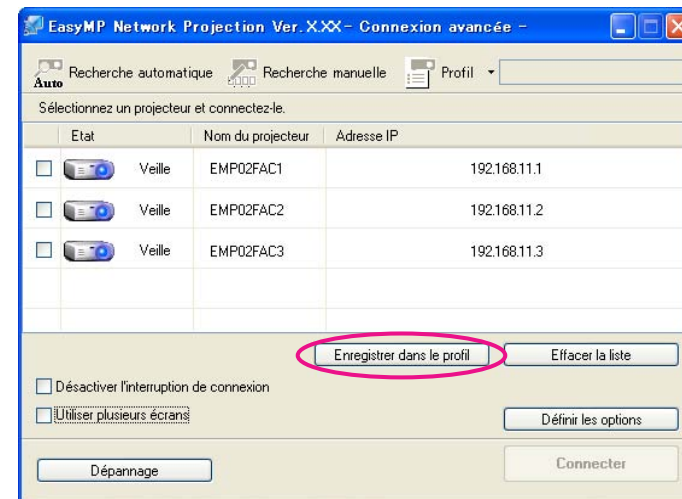 EasyMP Network Projection Ver.X.XX - Connexion avancée -
Auto Recherche automatique Recherche manuelle Profil
Sélectionnez un projecteur et connectez-le.
Etat Nom du projecteur Adresse IP
Veille EMP02FAC1 192.168.11.1
Veille EMP02FAC2 192.168.11.2
Veille EMP02FAC3 192.168.11.3
Enregistrer dans le profil Effacer la liste
Désactiver l'interruption de connexion
Utiliser plusieurs écrans
Définir les options
Dépannage Connecter